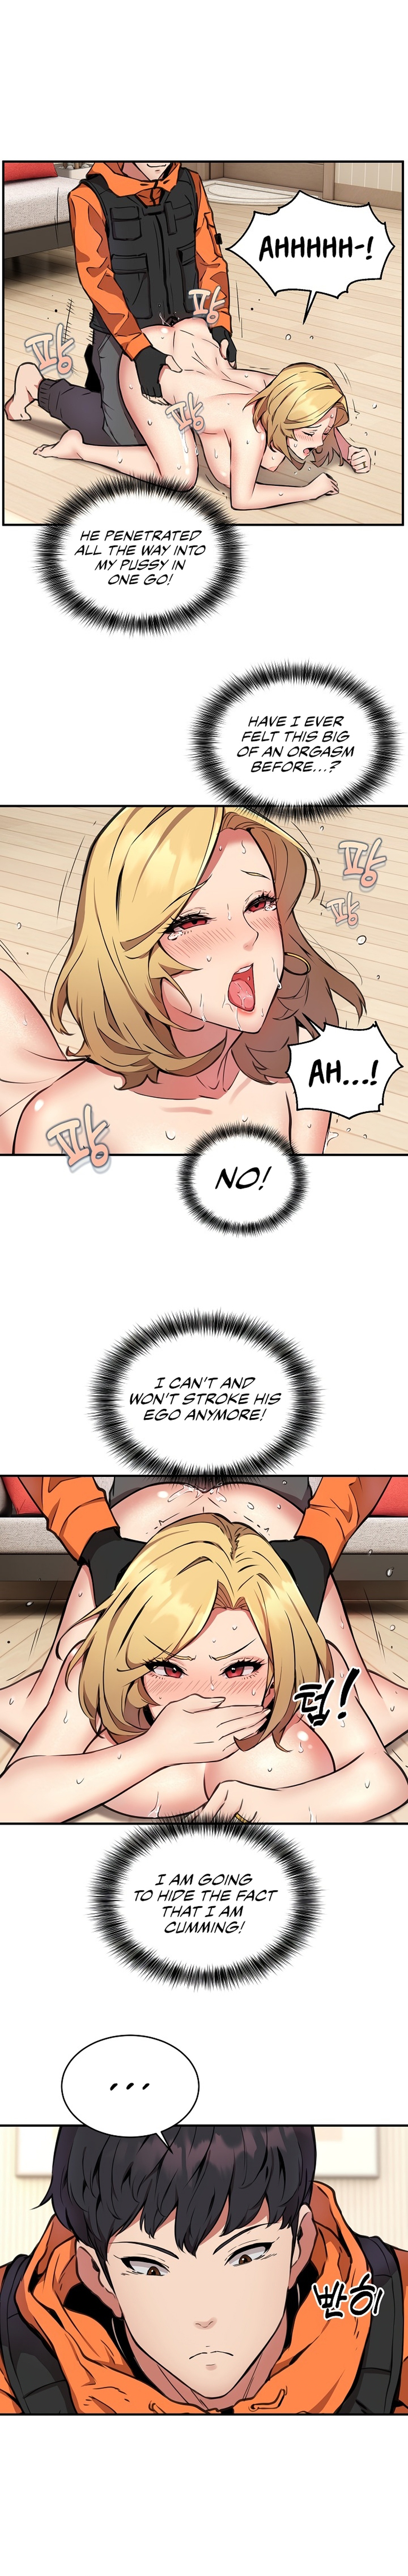 AHHHHH-!
팡
팡
팡
HE PENETRATED
ALL THE WAY INTO
MY PUSSY IN
ONE GO!
HAVE I EVER
FELT THIS BIG
OF AN ORGASM
BEFORE...?
팡
팡
AH...!
팡
NO!
I CAN'T AND
WON'T STROKE HIS
EGO ANYMORE!
텁!
I AM GOING
TO HIDE THE FACT
THAT I AM
CUMMING!
...
빤히